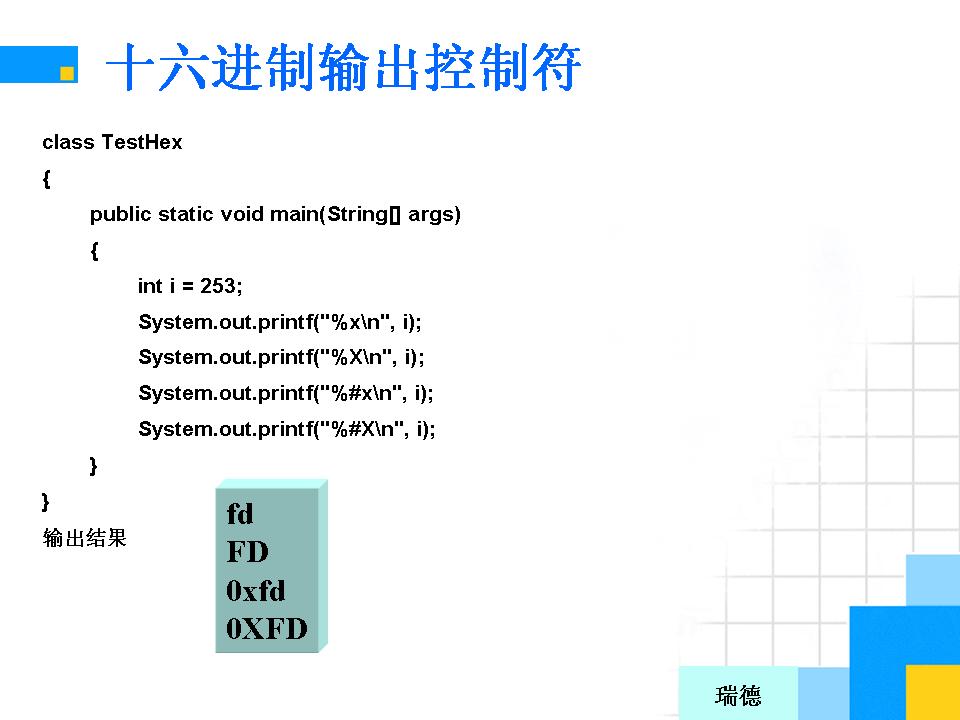 十六进制输出控制符
class TestHex
{
public static void main(String[] args)
{
int i = 253;
System.out.printf("%x\n", i);
System.out.printf("%X\n", i);
System.out.printf("%#x\n", i);
System.out.printf("%#X\n", i);
}
}
输出结果
fd
FD
0xfd
0XFD
瑞德